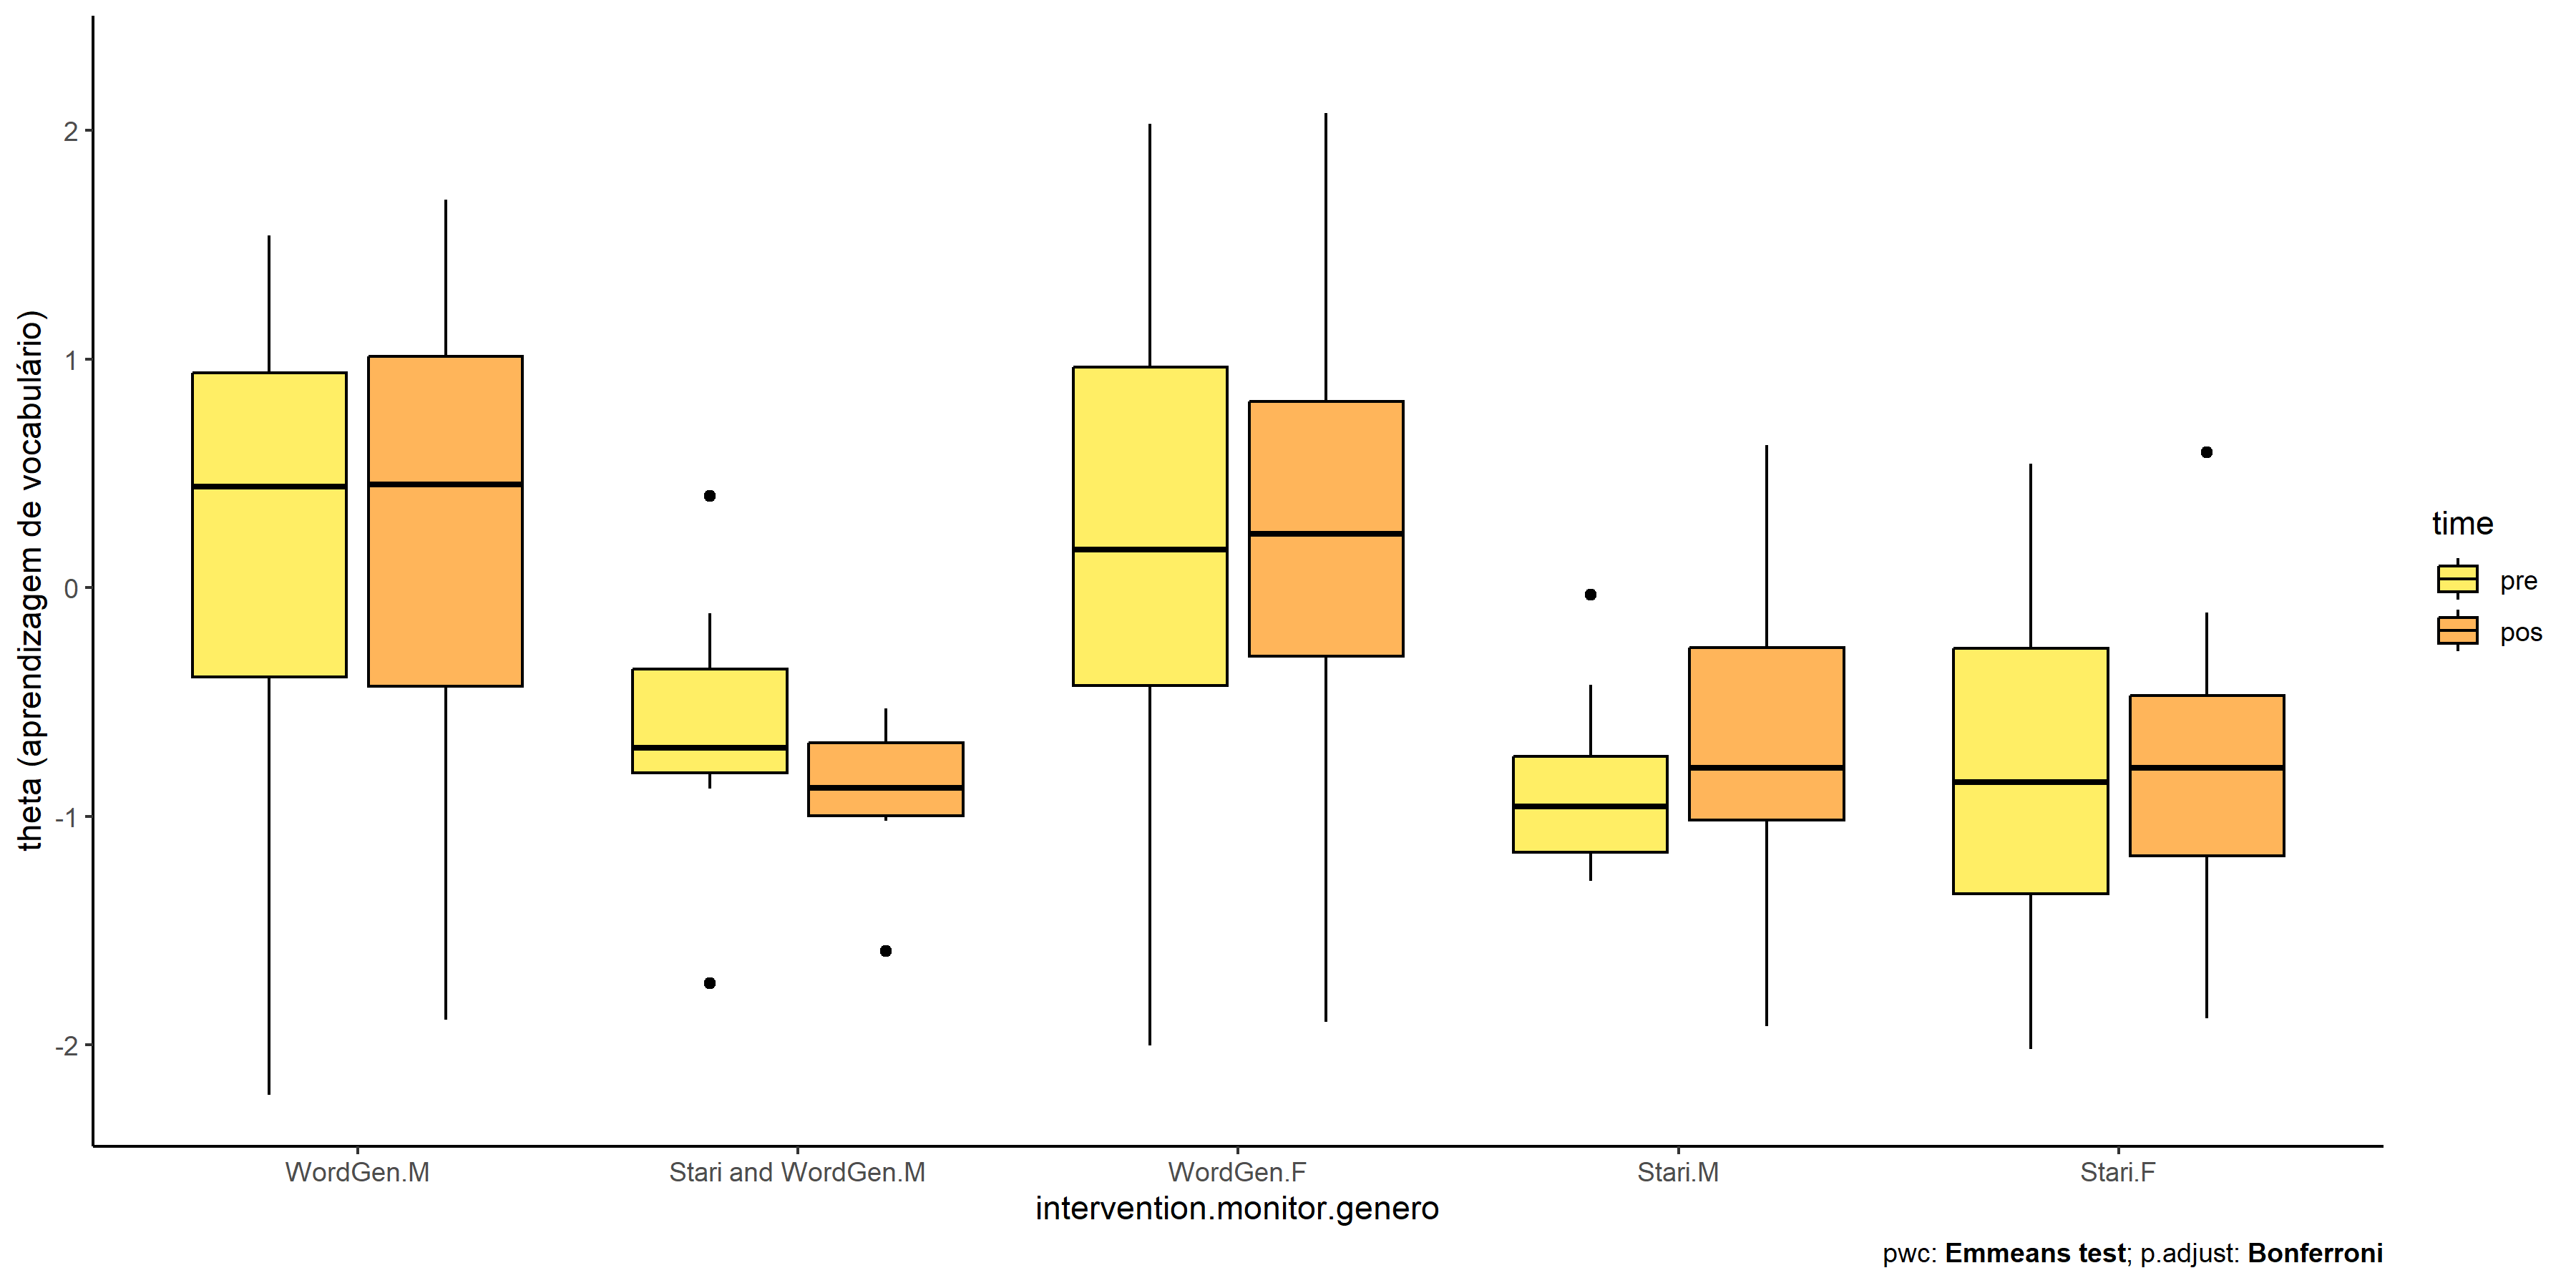 theta (aprendizagem de vocabulário)
2
1
0
-1
-2
WordGen.M
Stari and WordGen.M
WordGen.F
Stari.M
Stari.F
intervention.monitor.genero
time
pre
pos
pwc: Emmeans test; p.adjust: Bonferroni